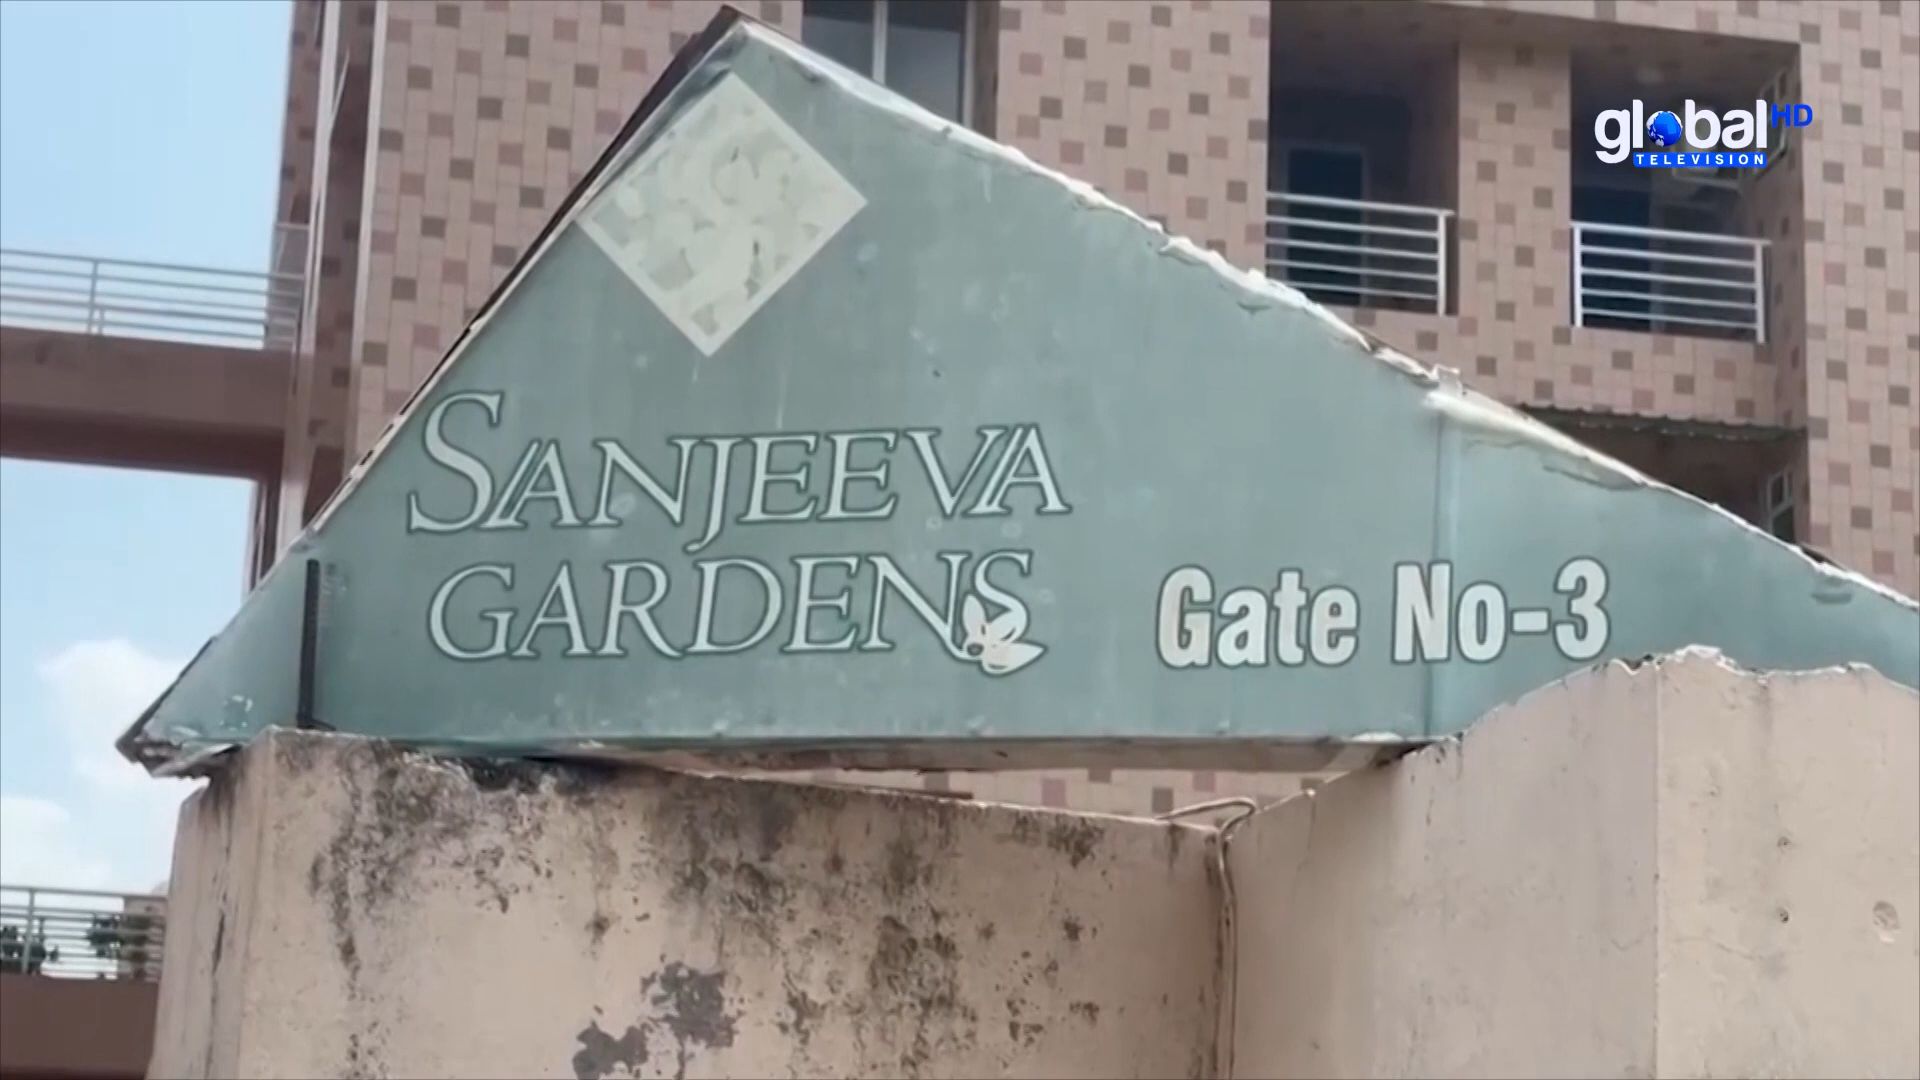 global HD
TELEVISION
SANJEEVA
GARDENS
Gate No-3